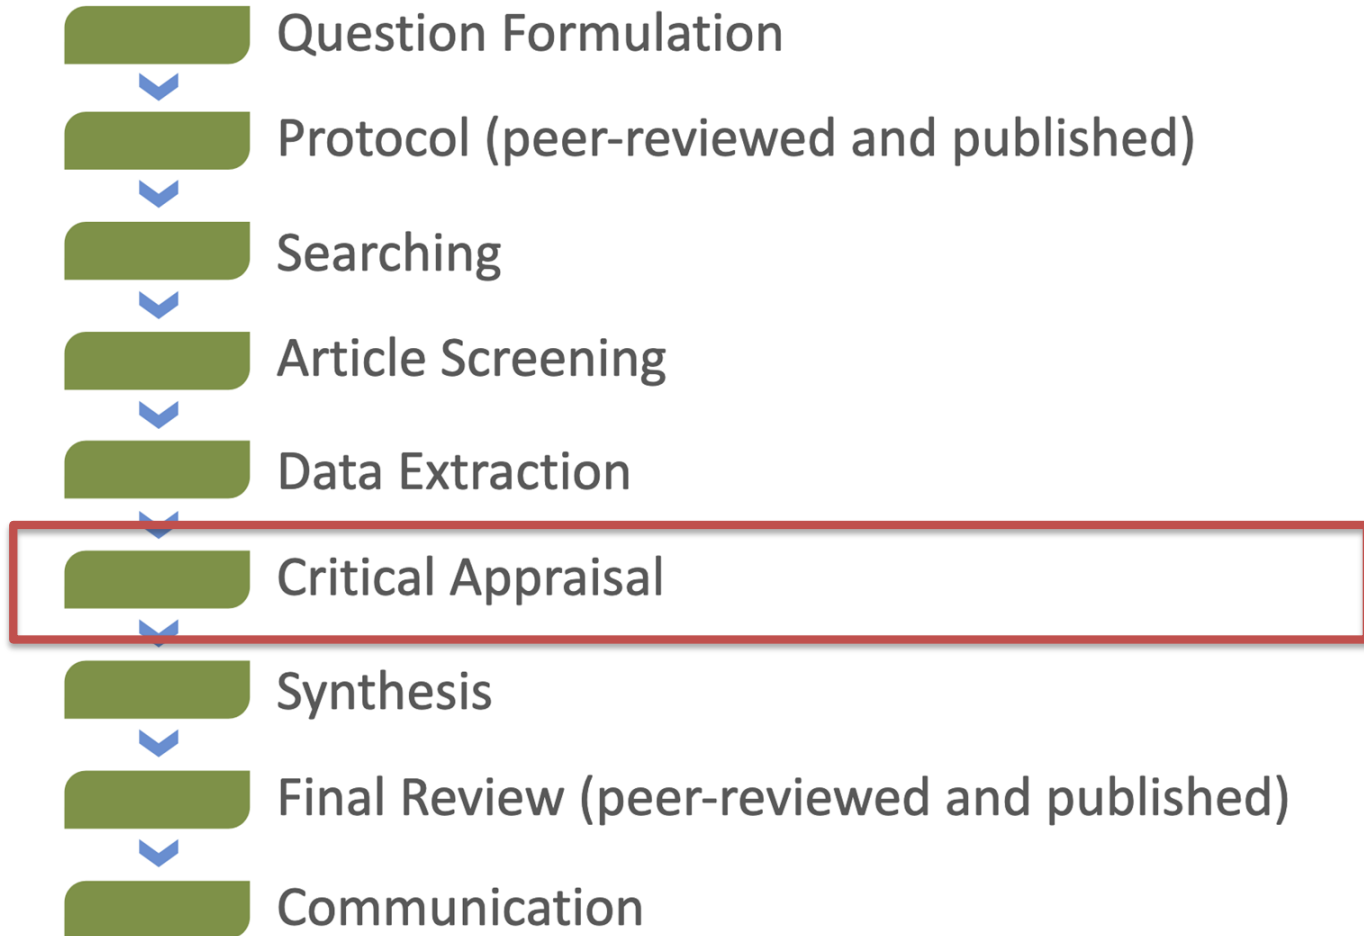 Question Formulation
Protocol (peer-reviewed and published)
Searching
Article Screening
Data Extraction
Critical Appraisal
Synthesis
Final Review (peer-reviewed and published)
Communication